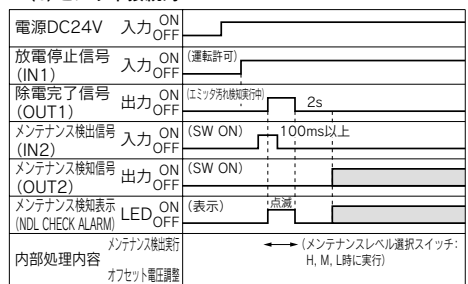 電源DC24V 入力 ON OFF
放電停止信号 (IN1) 入力 ON OFF (運転許可)
除電完了信号 (OUT1) 出力 ON OFF (エミッタ汚れ検知実行中) 2s
メンテナンス検出信号 (IN2) 入力 ON OFF (SW ON) 100ms以上
メンテナンス検知信号 (OUT2) 出力 ON OFF (SW ON)
メンテナンス検知表示 (NDL CHECK ALARM) LED ON OFF (表示) 点滅
内部処理内容 メンテナンス検出実行 (メンテナンスレベル選択スイッチ:
H, M, L時に実行)
オフセット電圧調整